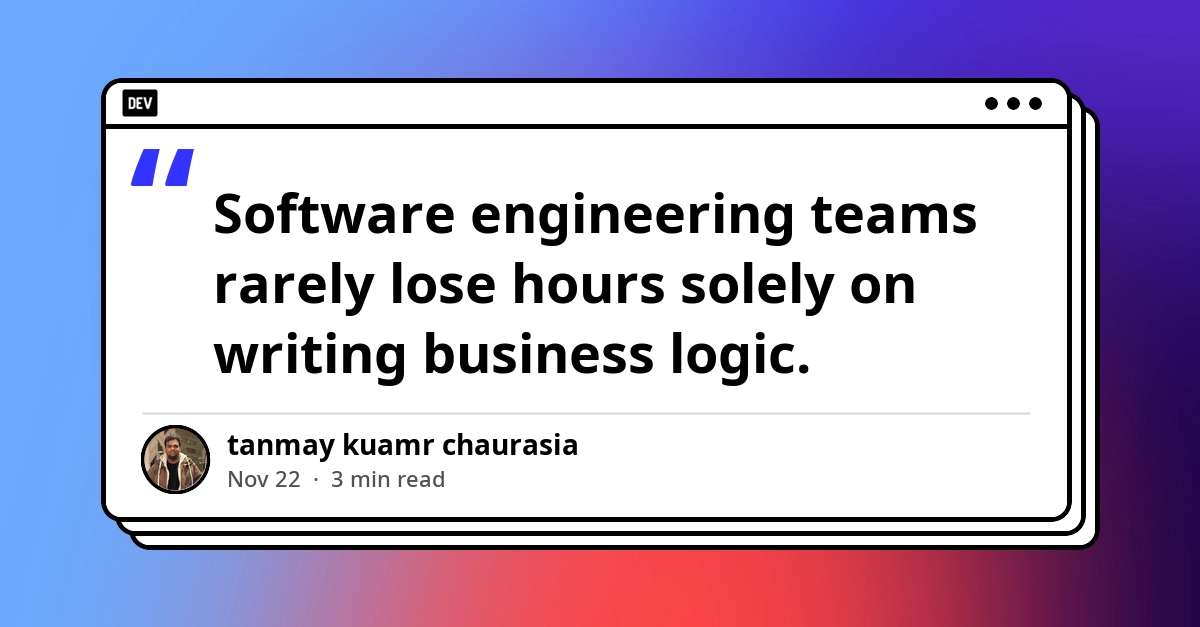 DEV
“
Software engineering teams
rarely lose hours solely on
writing business logic.
tanmay kuamr chaurasia
Nov 22 · 3 min read